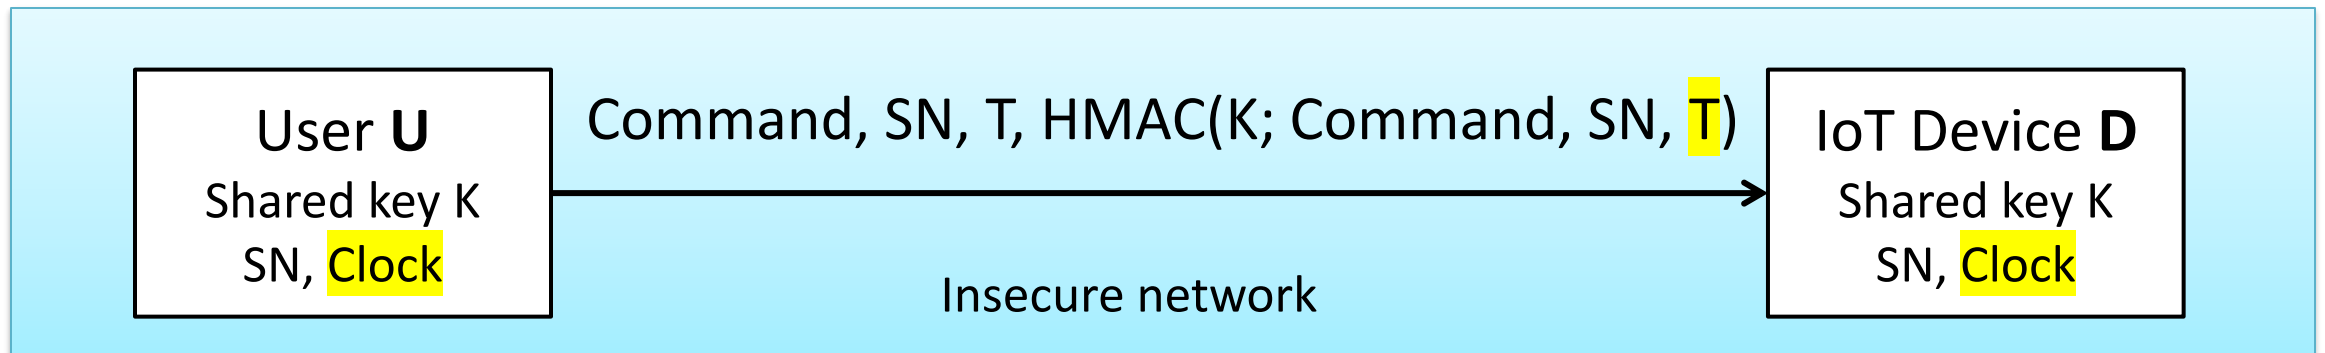 User U
Shared key K
SN, Clock
Command, SN, T, HMAC(K; Command, SN, T)
Insecure network
IoT Device D
Shared key K
SN, Clock